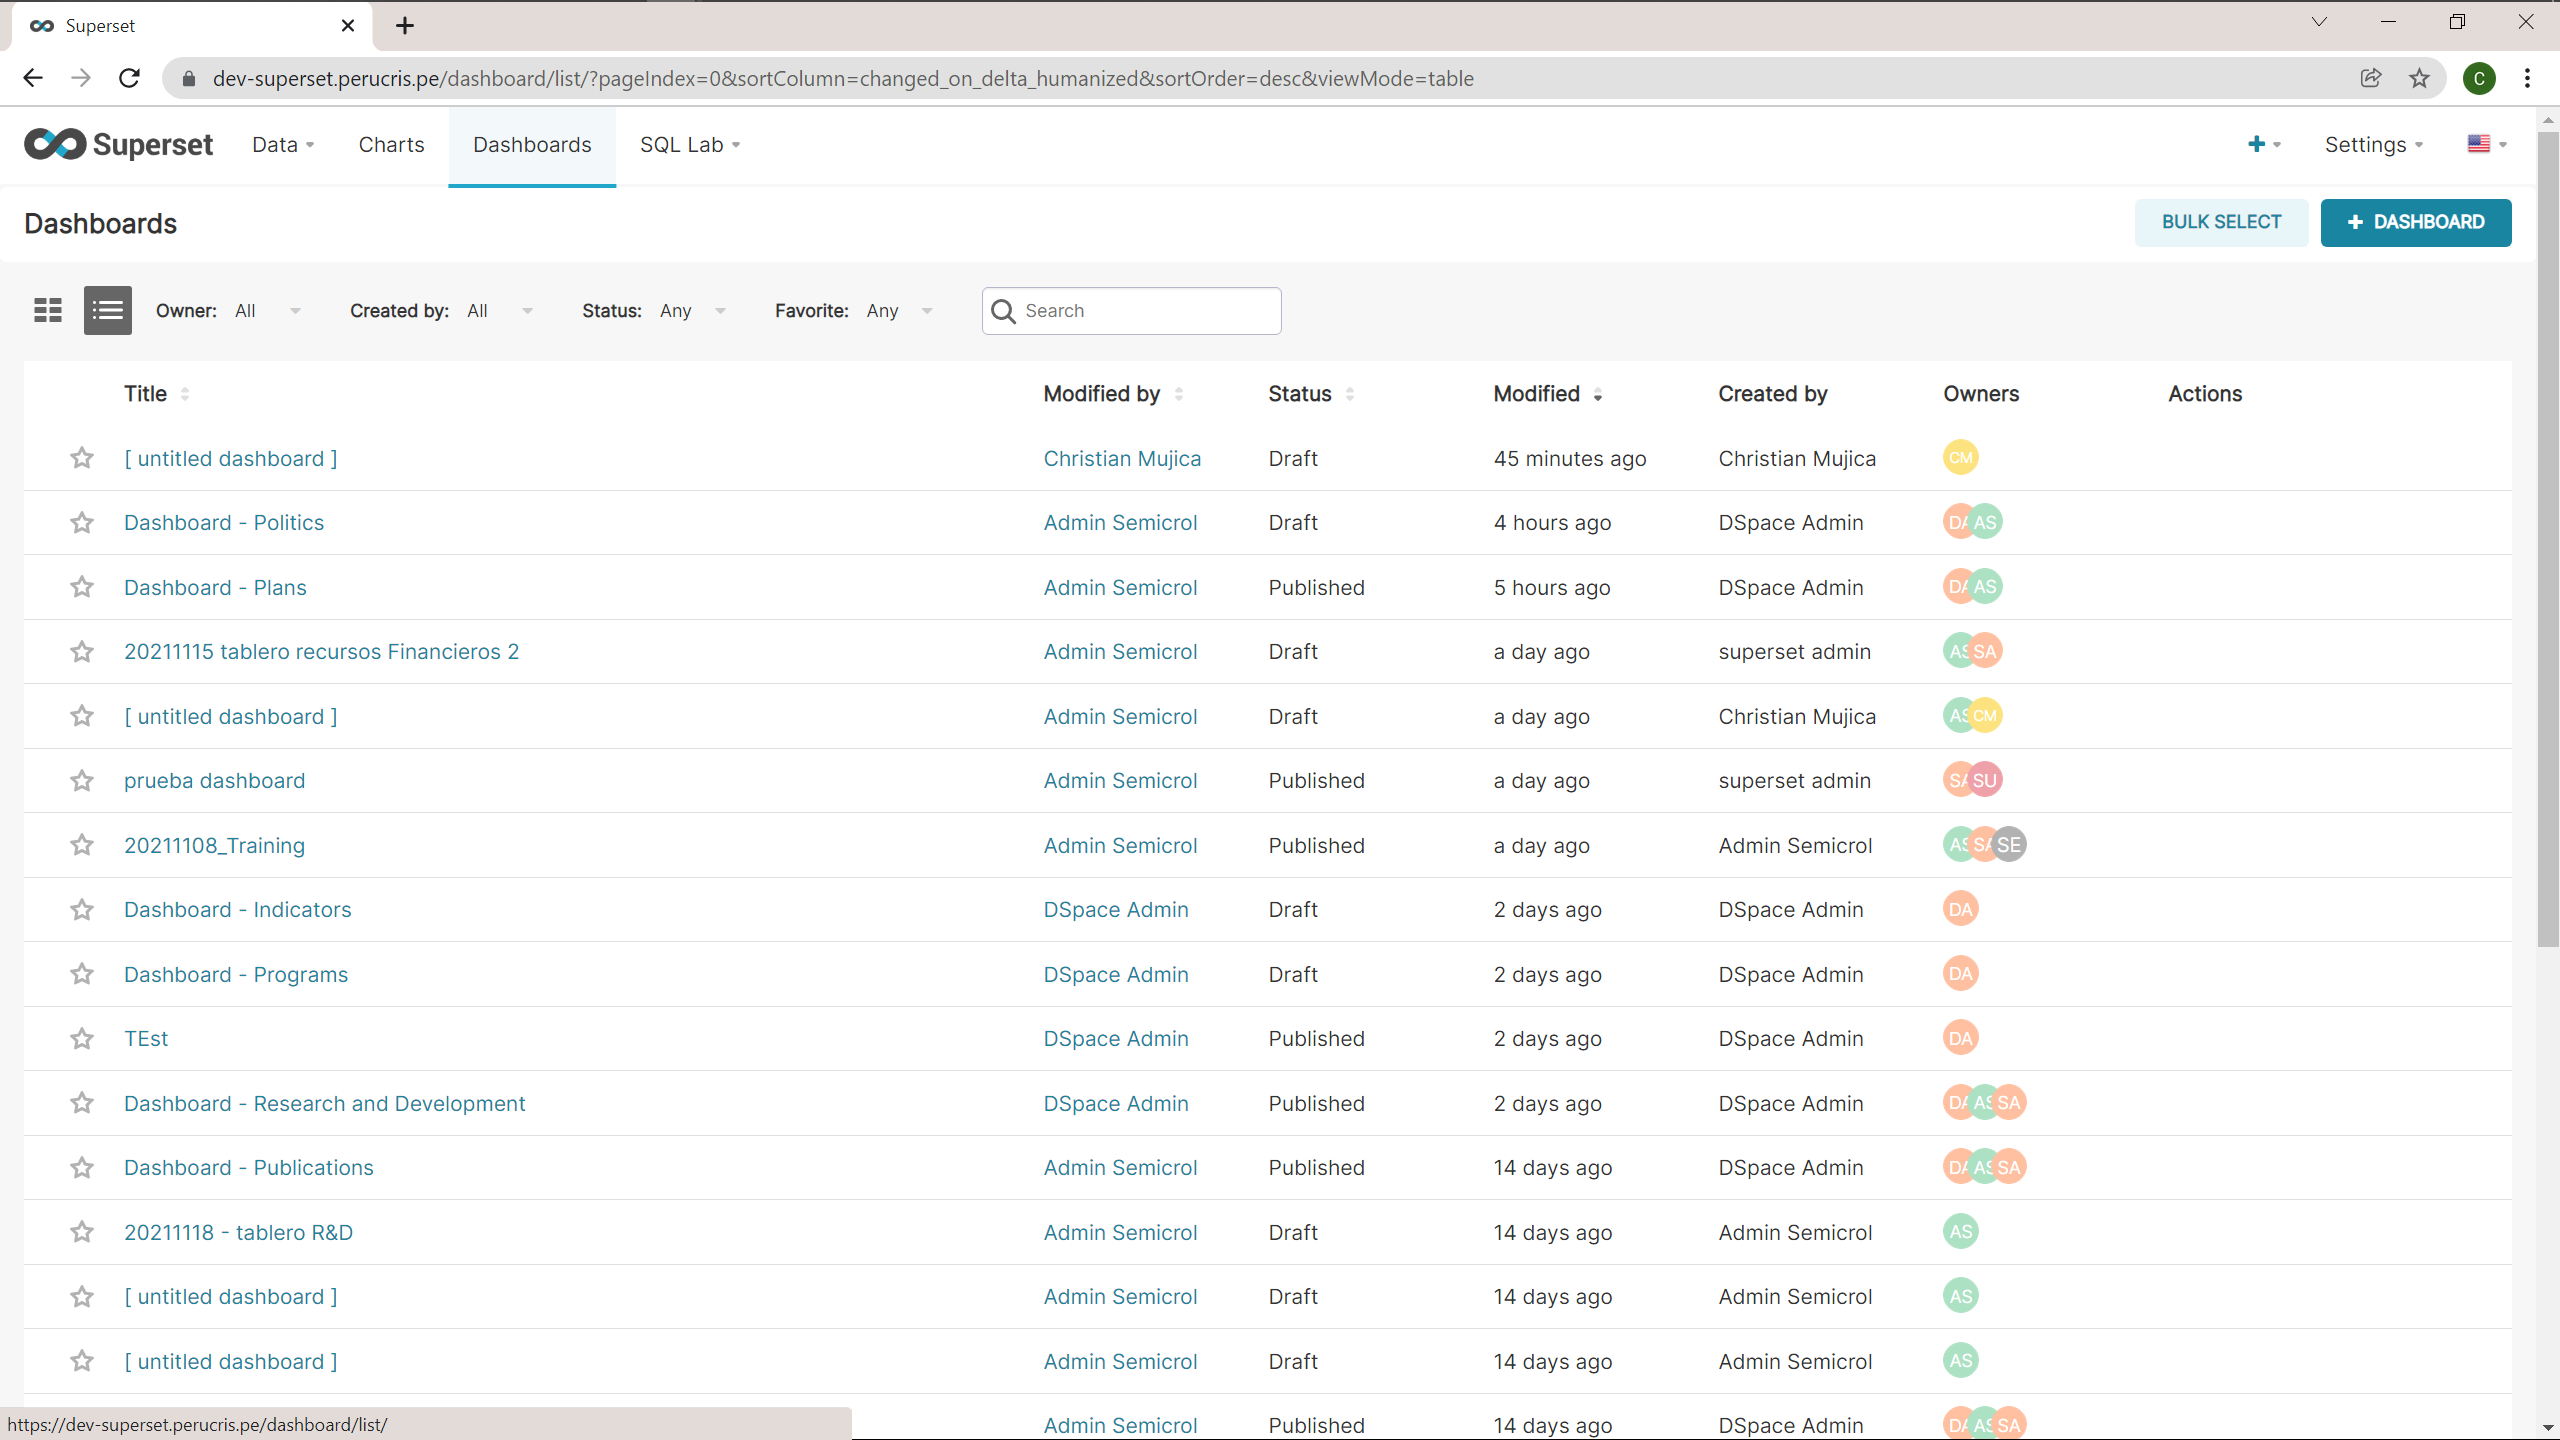 Superset
dev-superset.perucris.pe/dashboard/list/?pageIndex=0&sortColumn=changed_on_delta_humanized&sortOrder=desc&viewMode=table C
Superset Data Charts Dashboards SQL Lab + Settings
Dashboards BULK SELECT + DASHBOARD
Owner: All Created by: All Status: Any Favorite: Any Search
Title Modified by Status Modified Created by Owners Actions
[ untitled dashboard ] Christian Mujica Draft 45 minutes ago Christian Mujica CM
Dashboard - Politics Admin Semicrol Draft 4 hours ago DSpace Admin DA AS
Dashboard - Plans Admin Semicrol Published 5 hours ago DSpace Admin DA AS
20211115 tablero recursos Financieros 2 Admin Semicrol Draft a day ago superset admin AS SA
[ untitled dashboard ] Admin Semicrol Draft a day ago Christian Mujica AS CM
prueba dashboard Admin Semicrol Published a day ago superset admin SA SU
20211108_Training Admin Semicrol Published a day ago Admin Semicrol AS SA SE
Dashboard - Indicators DSpace Admin Draft 2 days ago DSpace Admin DA
Dashboard - Programs DSpace Admin Draft 2 days ago DSpace Admin DA
TEst DSpace Admin Published 2 days ago DSpace Admin DA
Dashboard - Research and Development DSpace Admin Published 2 days ago DSpace Admin DA AS SA
Dashboard - Publications Admin Semicrol Published 14 days ago DSpace Admin DA AS SA
20211118 - tablero R&D Admin Semicrol Draft 14 days ago Admin Semicrol AS
[ untitled dashboard ] Admin Semicrol Draft 14 days ago Admin Semicrol AS
[ untitled dashboard ] Admin Semicrol Draft 14 days ago Admin Semicrol AS
Admin Semicrol Published 14 days ago DSpace Admin DA AS SA
https://dev-superset.perucris.pe/dashboard/list/